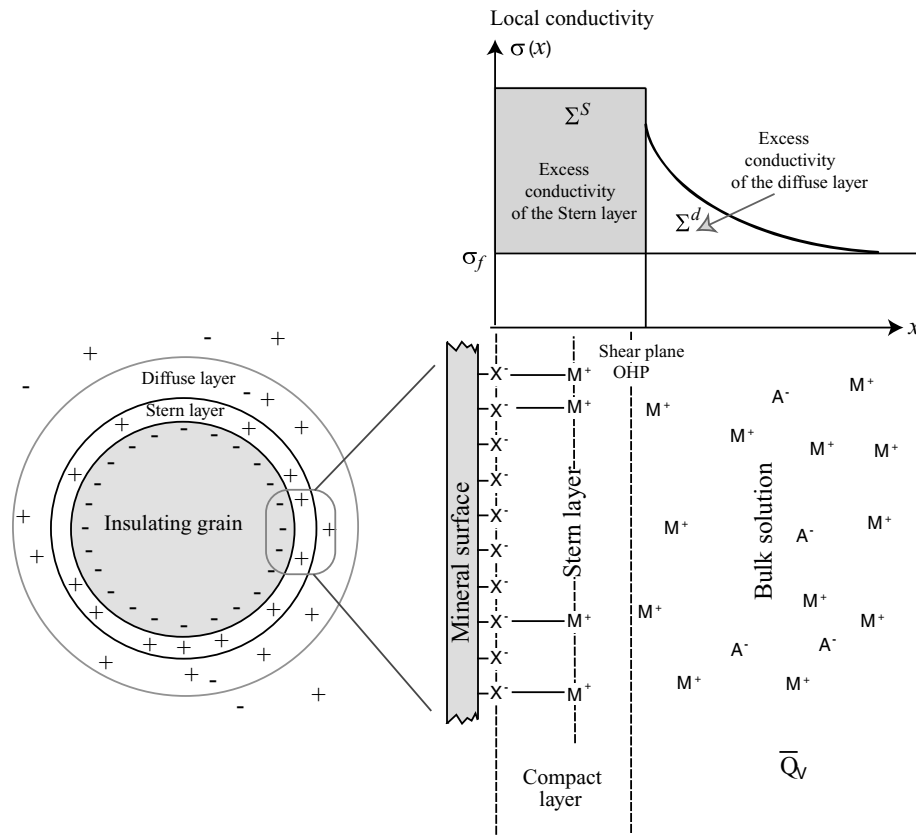 Local conductivity
σ(x)
Σ^S
Excess
conductivity
of the Stern layer
Excess
conductivity
of the diffuse layer
Σ^d
σ_f
x
Shear plane
OHP
Diffuse layer
Stern layer
Insulating grain
Mineral surface
Stern layer
Bulk solution
X⁻ M⁺
X⁻ M⁺
X⁻
X⁻
X⁻
X⁻
X⁻
X⁻ M⁺
X⁻
X⁻ M⁺
M⁺
A⁻
M⁺
M⁺
M⁺
M⁺
M⁺
M⁺
A⁻
M⁺
M⁺
M⁺
A⁻
A⁻
M⁺
M⁺
Compact
layer
Q̅_V